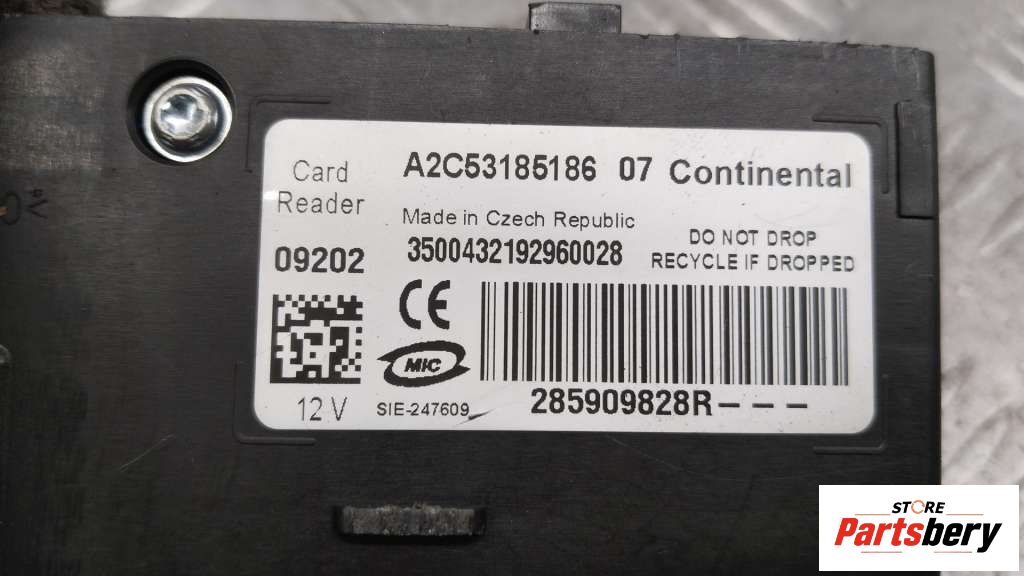 Card
Reader
A2C53185186 07 Continental
Made in Czech Republic
09202
3500432192960028
DO NOT DROP
RECYCLE IF DROPPED
CE
MIC
12 V
SIE-247609
285909828R---
STORE
Partsbery